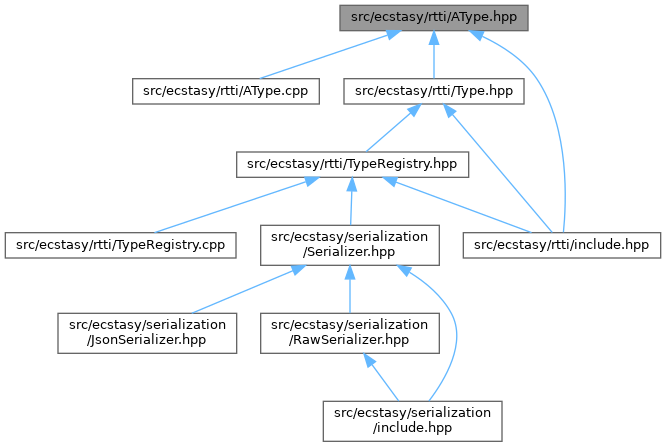 src/ecstasy/rtti/AType.hpp
src/ecstasy/rtti/AType.cpp
src/ecstasy/rtti/Type.hpp
src/ecstasy/rtti/TypeRegistry.hpp
src/ecstasy/rtti/TypeRegistry.cpp
src/ecstasy/serialization
/Serializer.hpp
src/ecstasy/rtti/include.hpp
src/ecstasy/serialization
/JsonSerializer.hpp
src/ecstasy/serialization
/RawSerializer.hpp
src/ecstasy/serialization
/include.hpp